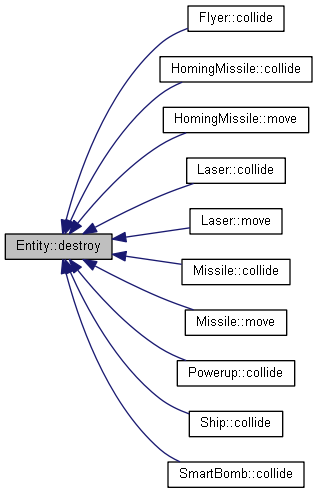 Flyer::collide
HomingMissile::collide
HomingMissile::move
Laser::collide
Laser::move
Entity::destroy
Missile::collide
Missile::move
Powerup::collide
Ship::collide
SmartBomb::collide